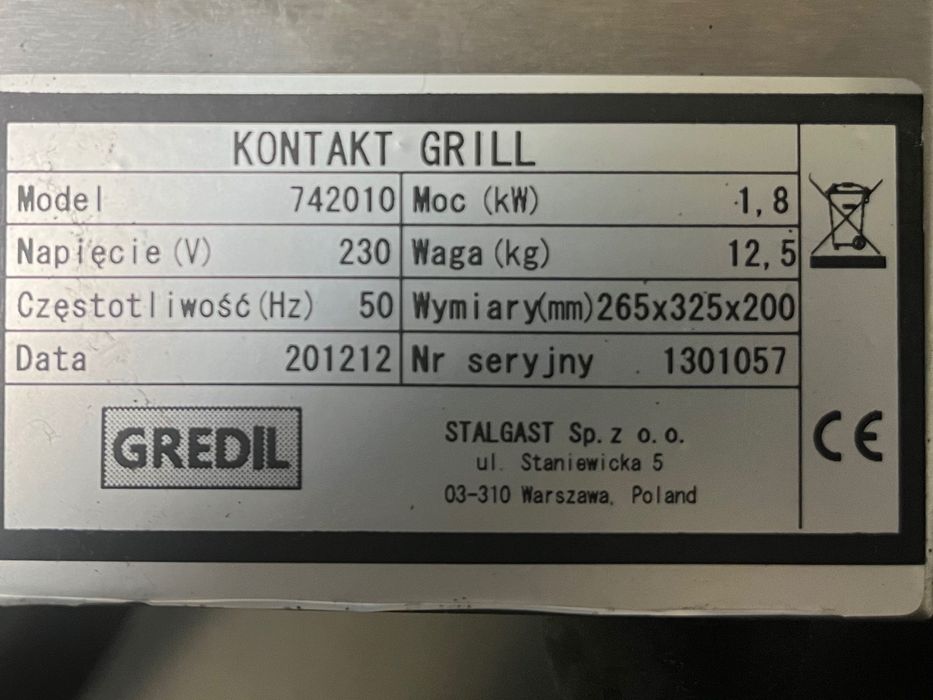 KONTAKT GRILL
Model 742010 Moc (kW) 1,8
Napięcie (V) 230 Waga (kg) 12,5
Częstotliwość (Hz) 50 Wymiary(mm) 265x325x200
Data 201212 Nr seryjny 1301057
GREDIL
STALGAST Sp. z o. o.
ul. Staniewicka 5
03-310 Warszawa, Poland
CE